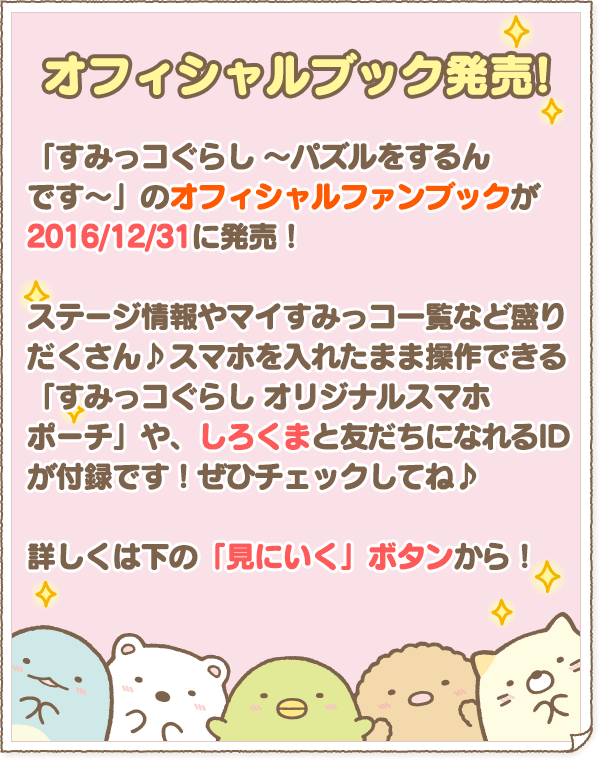 オフィシャルブック発売!
「すみっコぐらし ～パズルをするん
です～」のオフィシャルファンブックが
2016/12/31に発売！
ステージ情報やマイすみっコ一覧など盛り
だくさん♪スマホを入れたまま操作できる
「すみっコぐらし オリジナルスマホ
ポーチ」や、しろくまと友だちになれるID
が付録です！ぜひチェックしてね♪
詳しくは下の「見にいく」ボタンから！